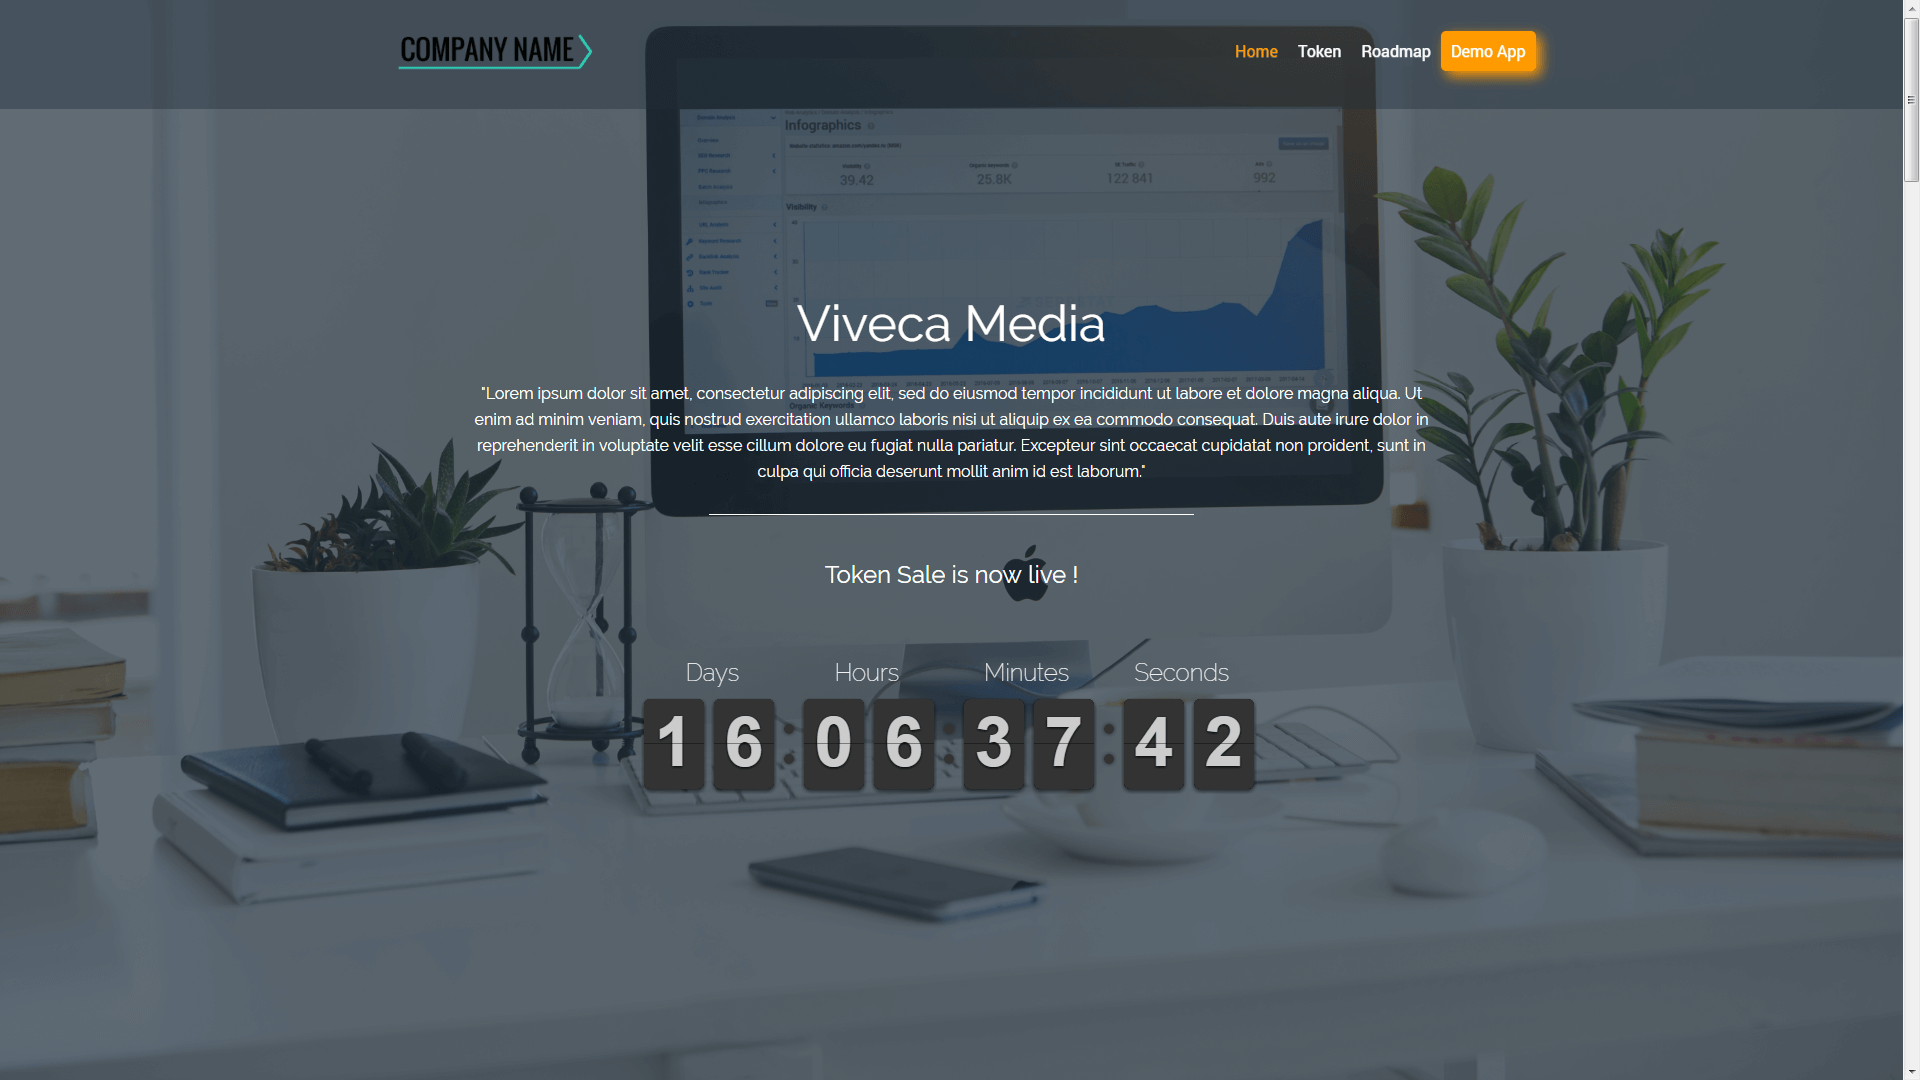 COMPANY NAME
Home Token Roadmap Demo App
Infographics
Visibility
39.42 25.8K 122 841 992
Visibility
Viveca Media
"Lorem ipsum dolor sit amet, consectetur adipiscing elit, sed do eiusmod tempor incididunt ut labore et dolore magna aliqua. Ut
enim ad minim veniam, quis nostrud exercitation ullamco laboris nisi ut aliquip ex ea commodo consequat. Duis aute irure dolor in
reprehenderit in voluptate velit esse cillum dolore eu fugiat nulla pariatur. Excepteur sint occaecat cupidatat non proident, sunt in
culpa qui officia deserunt mollit anim id est laborum."
Token Sale is now live !
Days Hours Minutes Seconds
16 : 06 : 37 : 42